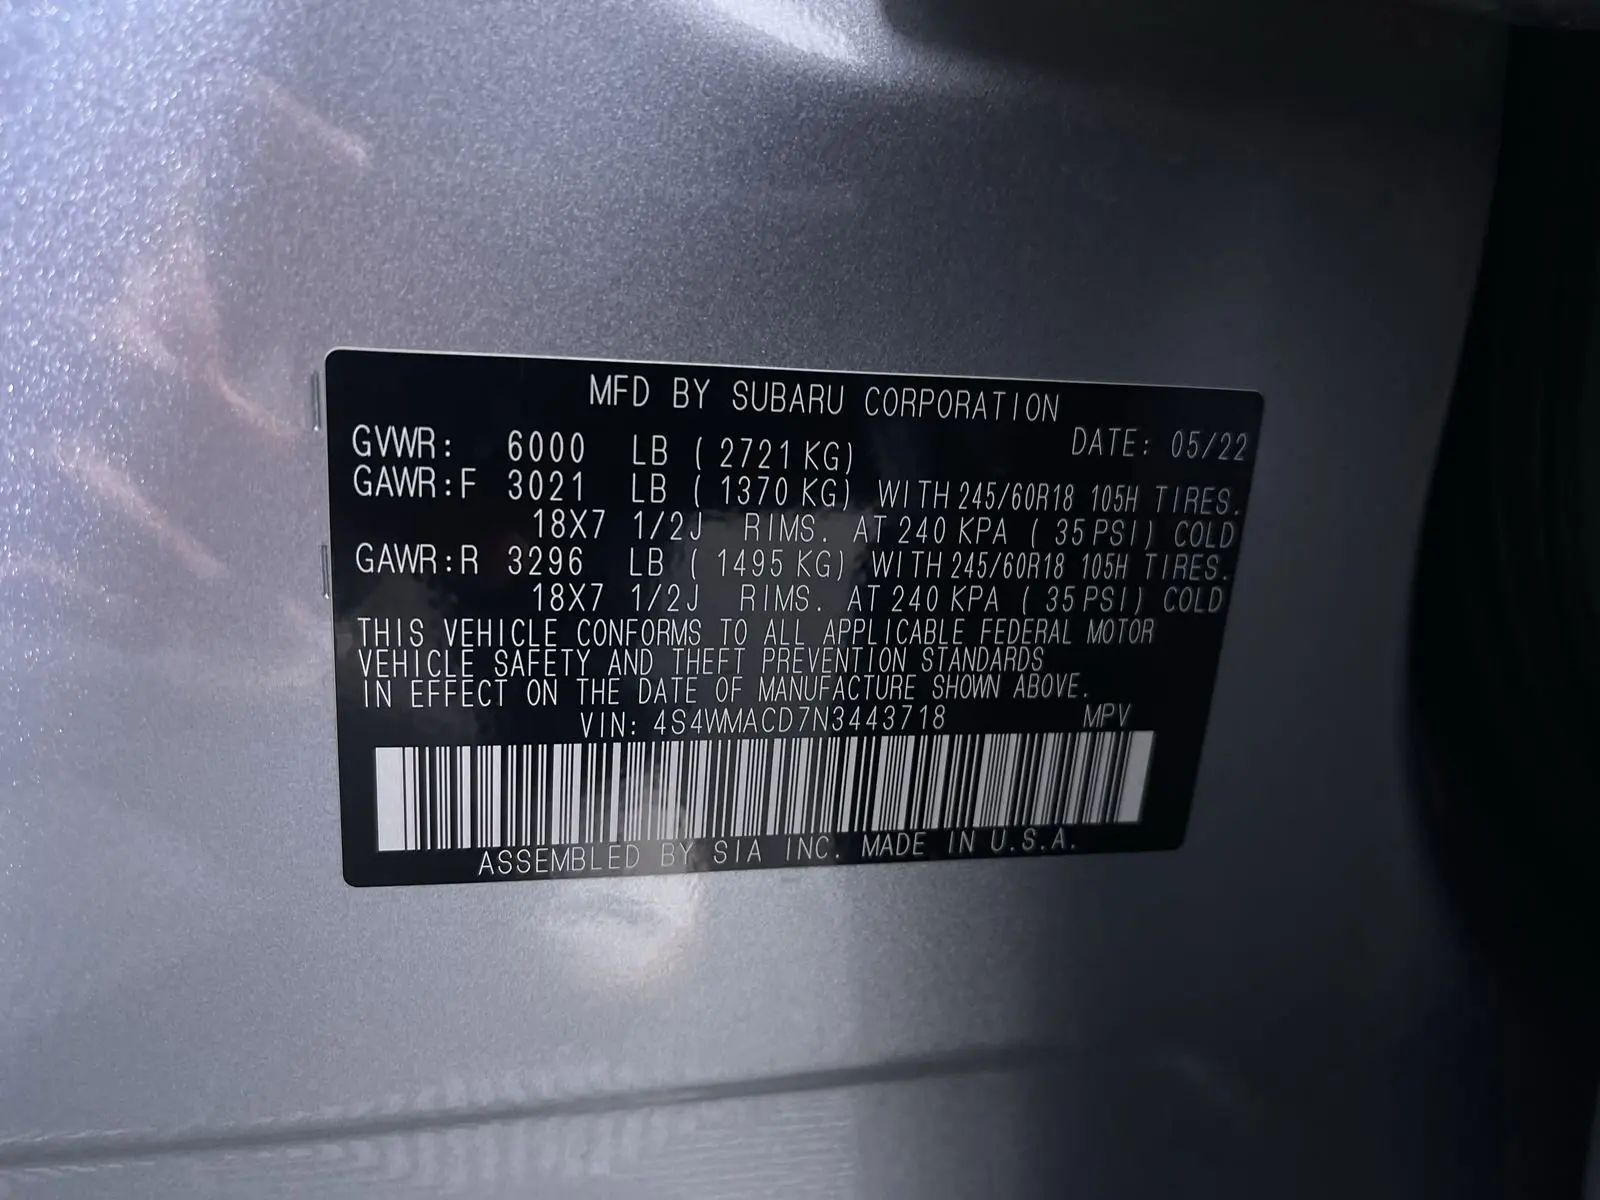 MFD BY SUBARU CORPORATION
DATE: 05/22
GVWR: 6000 LB ( 2721 KG)
GAWR:F 3021 LB ( 1370 KG) WITH 245/60R18 105H TIRES.
18X7 1/2J RIMS. AT 240 KPA ( 35 PSI) COLD
GAWR:R 3296 LB ( 1495 KG) WITH 245/60R18 105H TIRES.
18X7 1/2J RIMS. AT 240 KPA ( 35 PSI) COLD
THIS VEHICLE CONFORMS TO ALL APPLICABLE FEDERAL MOTOR
VEHICLE SAFETY AND THEFT PREVENTION STANDARDS
IN EFFECT ON THE DATE OF MANUFACTURE SHOWN ABOVE.
VIN: 4S4WMACD7N3443718 MPV
ASSEMBLED BY SIA INC. MADE IN U.S.A.